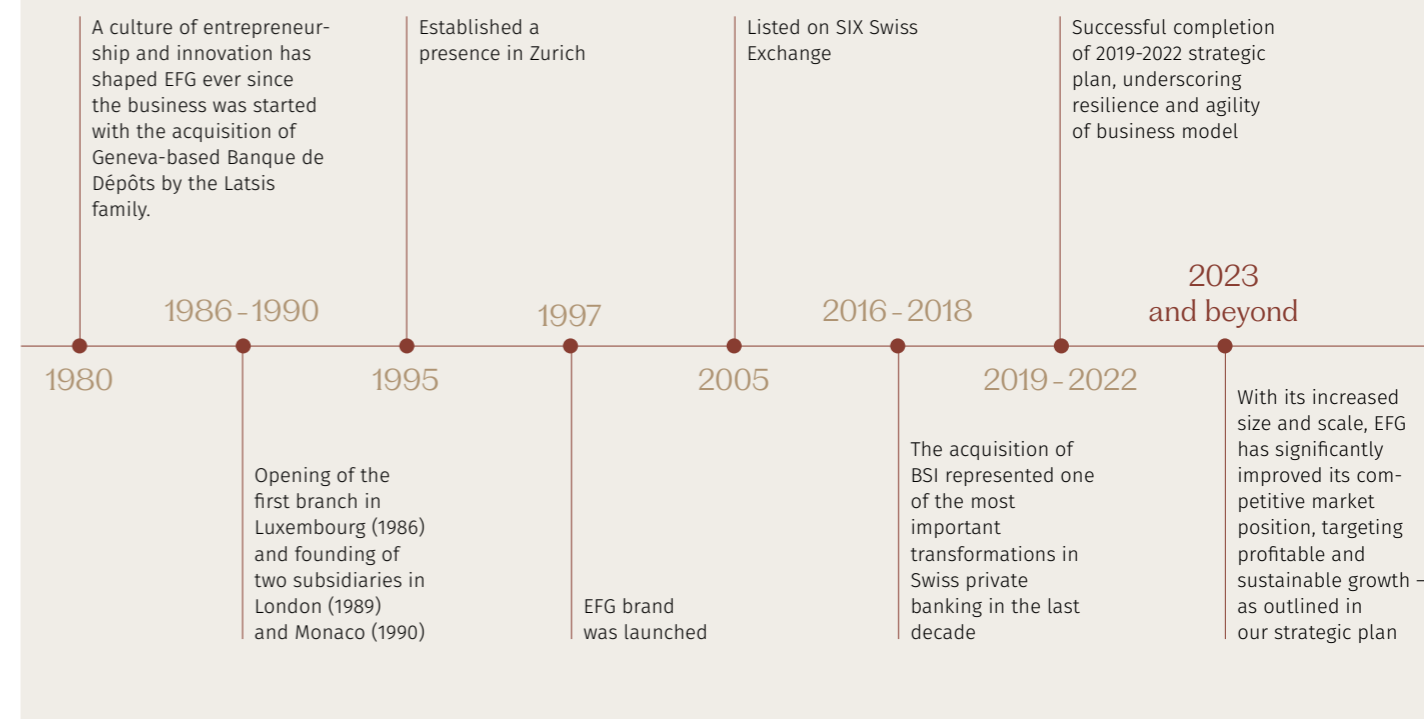 A culture of entrepreneur-
ship and innovation has
shaped EFG ever since
the business was started
with the acquisition of
Geneva-based Banque de
Dépôts by the Latsis
family.
1980
1986 – 1990
Opening of the
first branch in
Luxembourg (1986)
and founding of
two subsidiaries in
London (1989)
and Monaco (1990)
Established a
presence in Zurich
1995
1997
EFG brand
was launched
Listed on SIX Swiss
Exchange
2005
2016 – 2018
The acquisition of
BSI represented one
of the most
important
transformations in
Swiss private
banking in the last
decade
Successful completion
of 2019-2022 strategic
plan, underscoring
resilience and agility
of business model
2019 – 2022
2023
and beyond
With its increased
size and scale, EFG
has significantly
improved its com-
petitive market
position, targeting
profitable and
sustainable growth –
as outlined in
our strategic plan